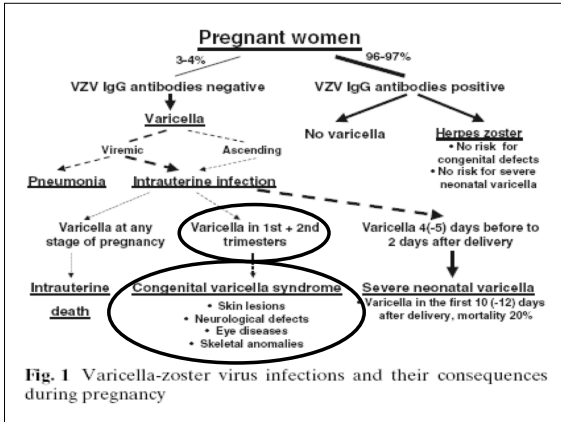 Pregnant women
3-4%
96-97%
VZV IgG antibodies negative
VZV IgG antibodies positive
Varicella
No varicella
Herpes zoster
• No risk for
congenital defects
• No risk for severe
neonatal varicella
Viremic
Ascending
Pneumonia
Intrauterine infection
Varicella at any
stage of pregnancy
Varicella in 1st + 2nd
trimesters
Varicella 4(-5) days before to
2 days after delivery
Intrauterine
death
Congenital varicella syndrome
• Skin lesions
• Neurological defects
• Eye diseases
• Skeletal anomalies
Severe neonatal varicella
•Varicella in the first 10 (-12) days
after delivery, mortality 20%
Fig. 1 Varicella-zoster virus infections and their consequences
during pregnancy